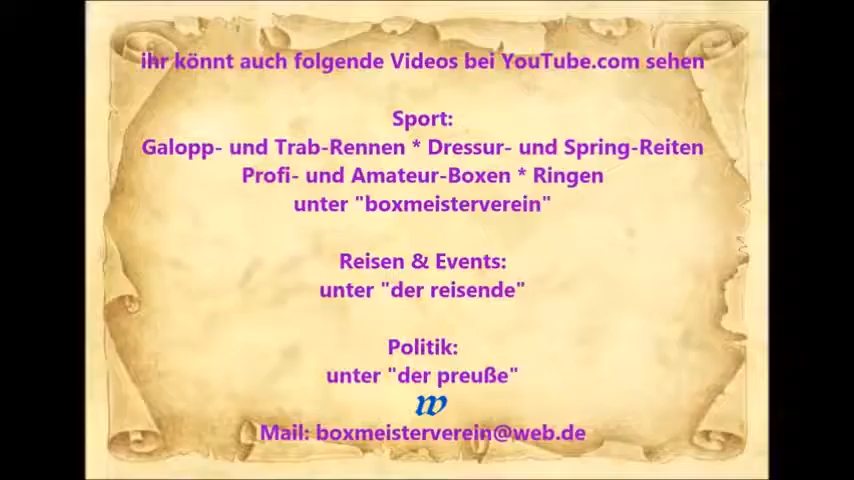 ihr könnt auch folgende Videos bei YouTube.com sehen
Sport:
Galopp- und Trab-Rennen * Dressur- und Spring-Reiten
Profi- und Amateur-Boxen * Ringen
unter "boxmeisterverein"
Reisen & Events:
unter "der reisende"
Politik:
unter "der preuße"
w
Mail: boxmeisterverein@web.de